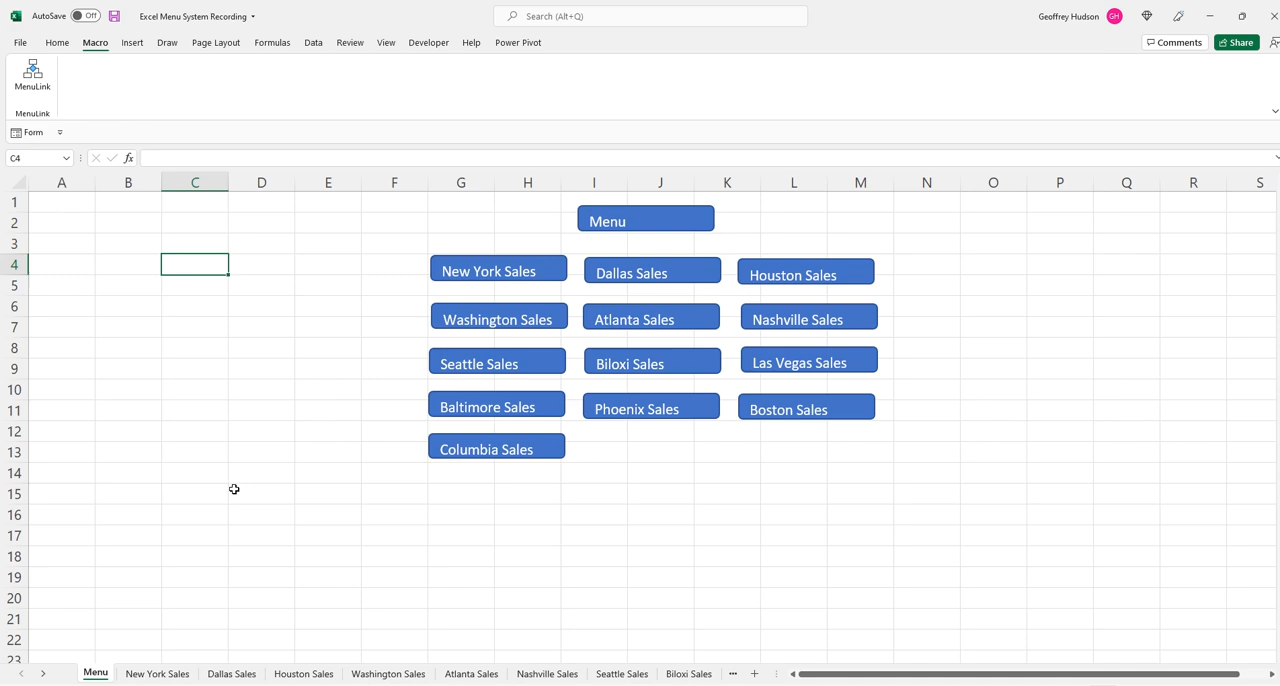 AutoSave Off Excel Menu System Recording Search (Alt+Q) Geoffrey Hudson GH
File Home Macro Insert Draw Page Layout Formulas Data Review View Developer Help Power Pivot Comments Share
MenuLink
MenuLink
Form
C4 fx
A B C D E F G H I J K L M N O P Q R S
1
2 Menu
3
4 New York Sales Dallas Sales Houston Sales
5
6
7 Washington Sales Atlanta Sales Nashville Sales
8
9 Seattle Sales Biloxi Sales Las Vegas Sales
10
11 Baltimore Sales Phoenix Sales Boston Sales
12
13 Columbia Sales
14
15
16
17
18
19
20
21
22
23
Menu New York Sales Dallas Sales Houston Sales Washington Sales Atlanta Sales Nashville Sales Seattle Sales Biloxi Sales ...